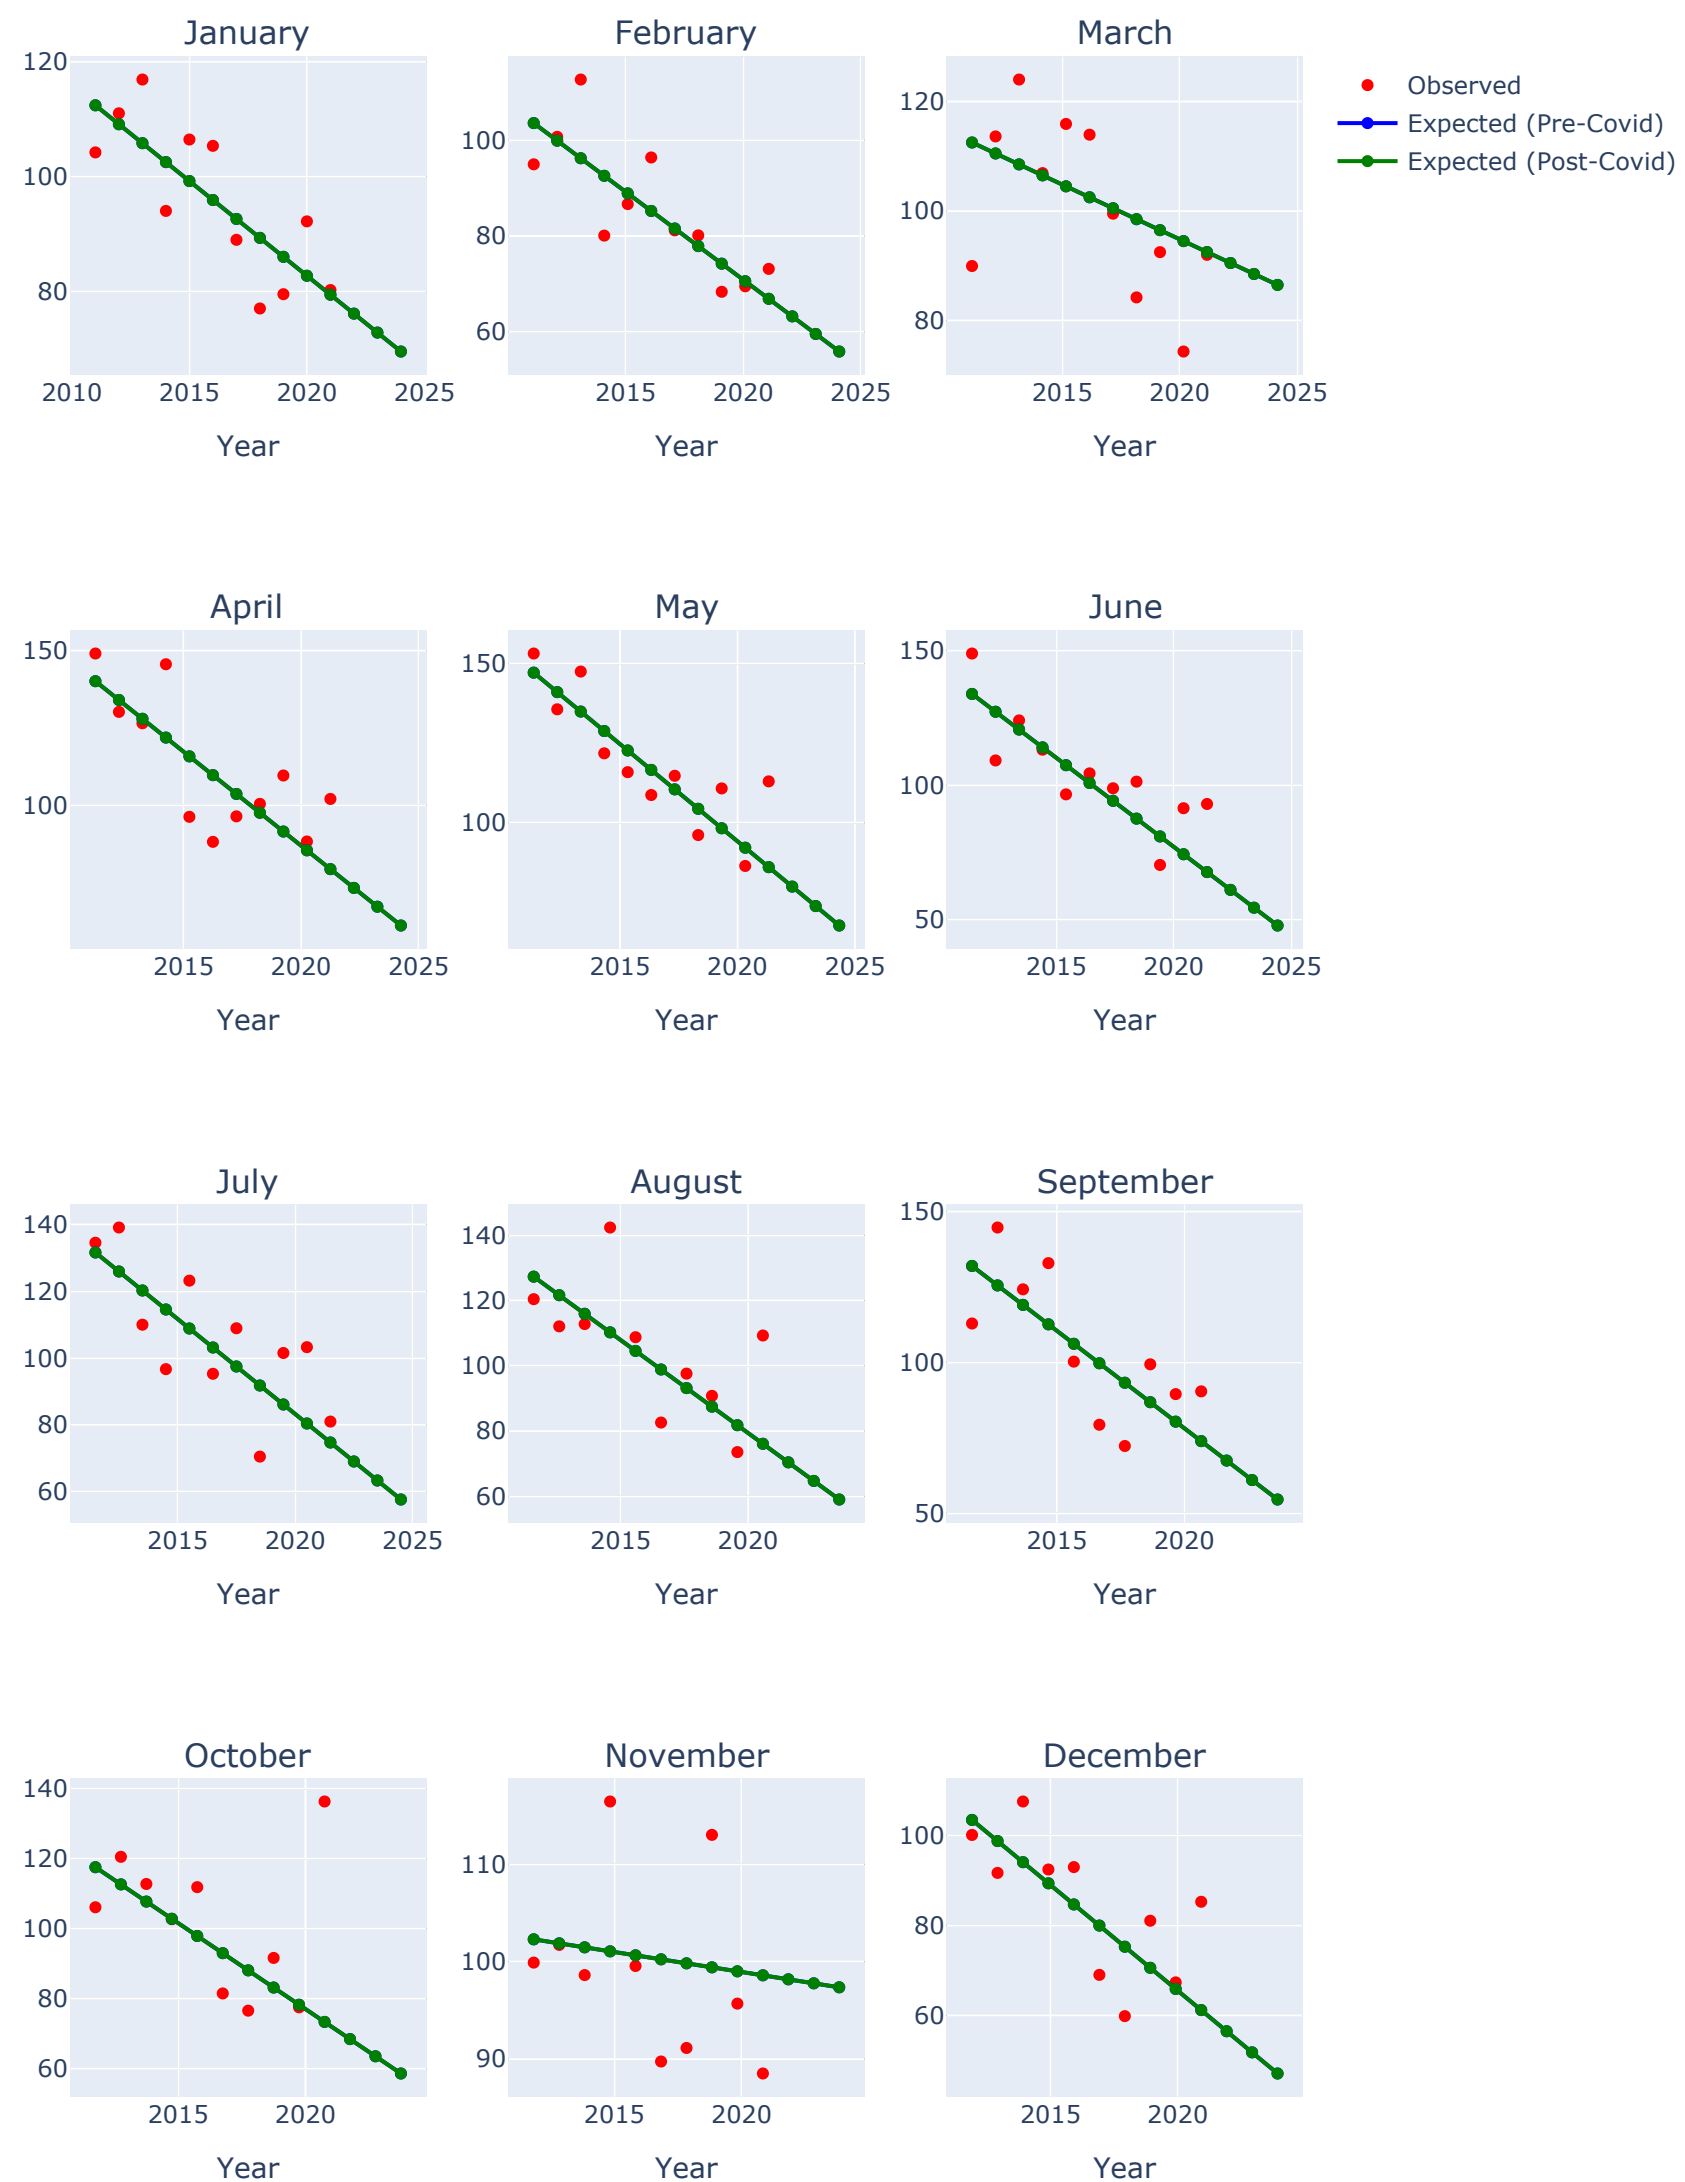 January February March
120
100
80
2010 2015 2020 2025
Year
100
80
60
2015 2020 2025
Year
120
100
80
2015 2020 2025
Year
Observed
Expected (Pre-Covid)
Expected (Post-Covid)
April May June
150
100
2015 2020 2025
Year
150
100
2015 2020 2025
Year
150
100
50
2015 2020 2025
Year
July August September
140
120
100
80
60
2015 2020 2025
Year
140
120
100
80
60
2015 2020
Year
150
100
50
2015 2020
Year
October November December
140
120
100
80
60
2015 2020
Year
110
100
90
2015 2020
Year
100
80
60
2015 2020
Year